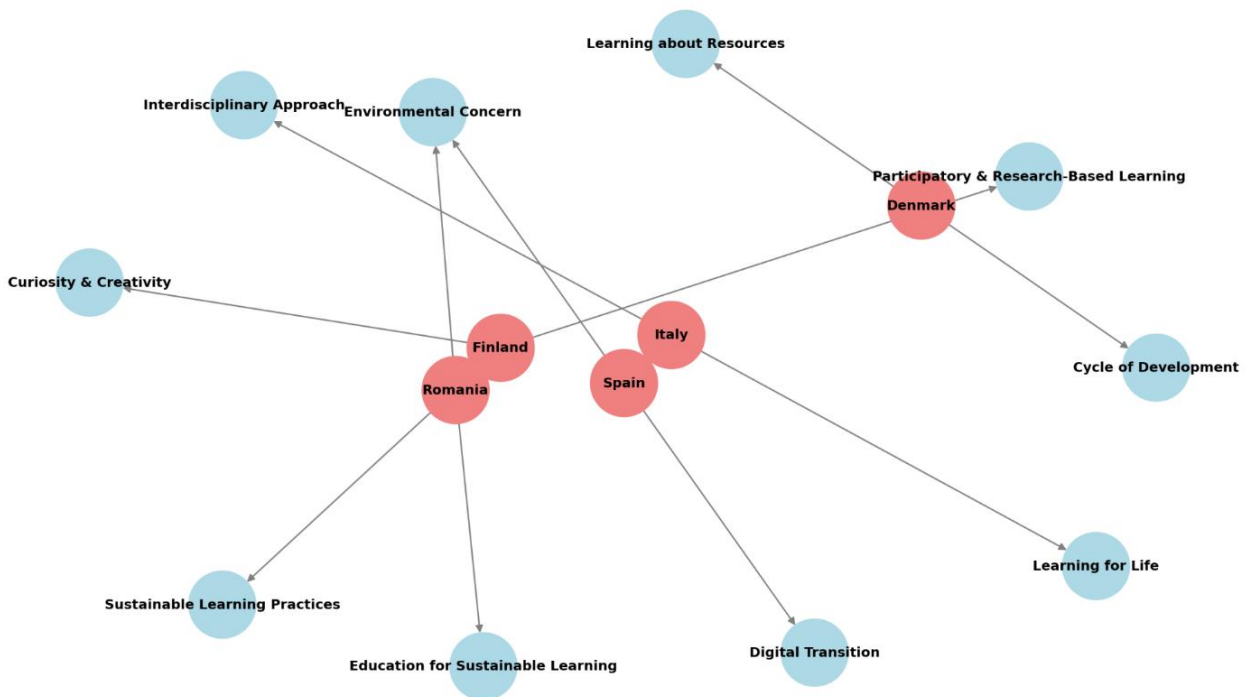 Learning about Resources
Interdisciplinary Approach
Environmental Concern
Participatory & Research-Based Learning
Denmark
Curiosity & Creativity
Italy
Finland
Cycle of Development
Spain
Romania
Learning for Life
Sustainable Learning Practices
Digital Transition
Education for Sustainable Learning